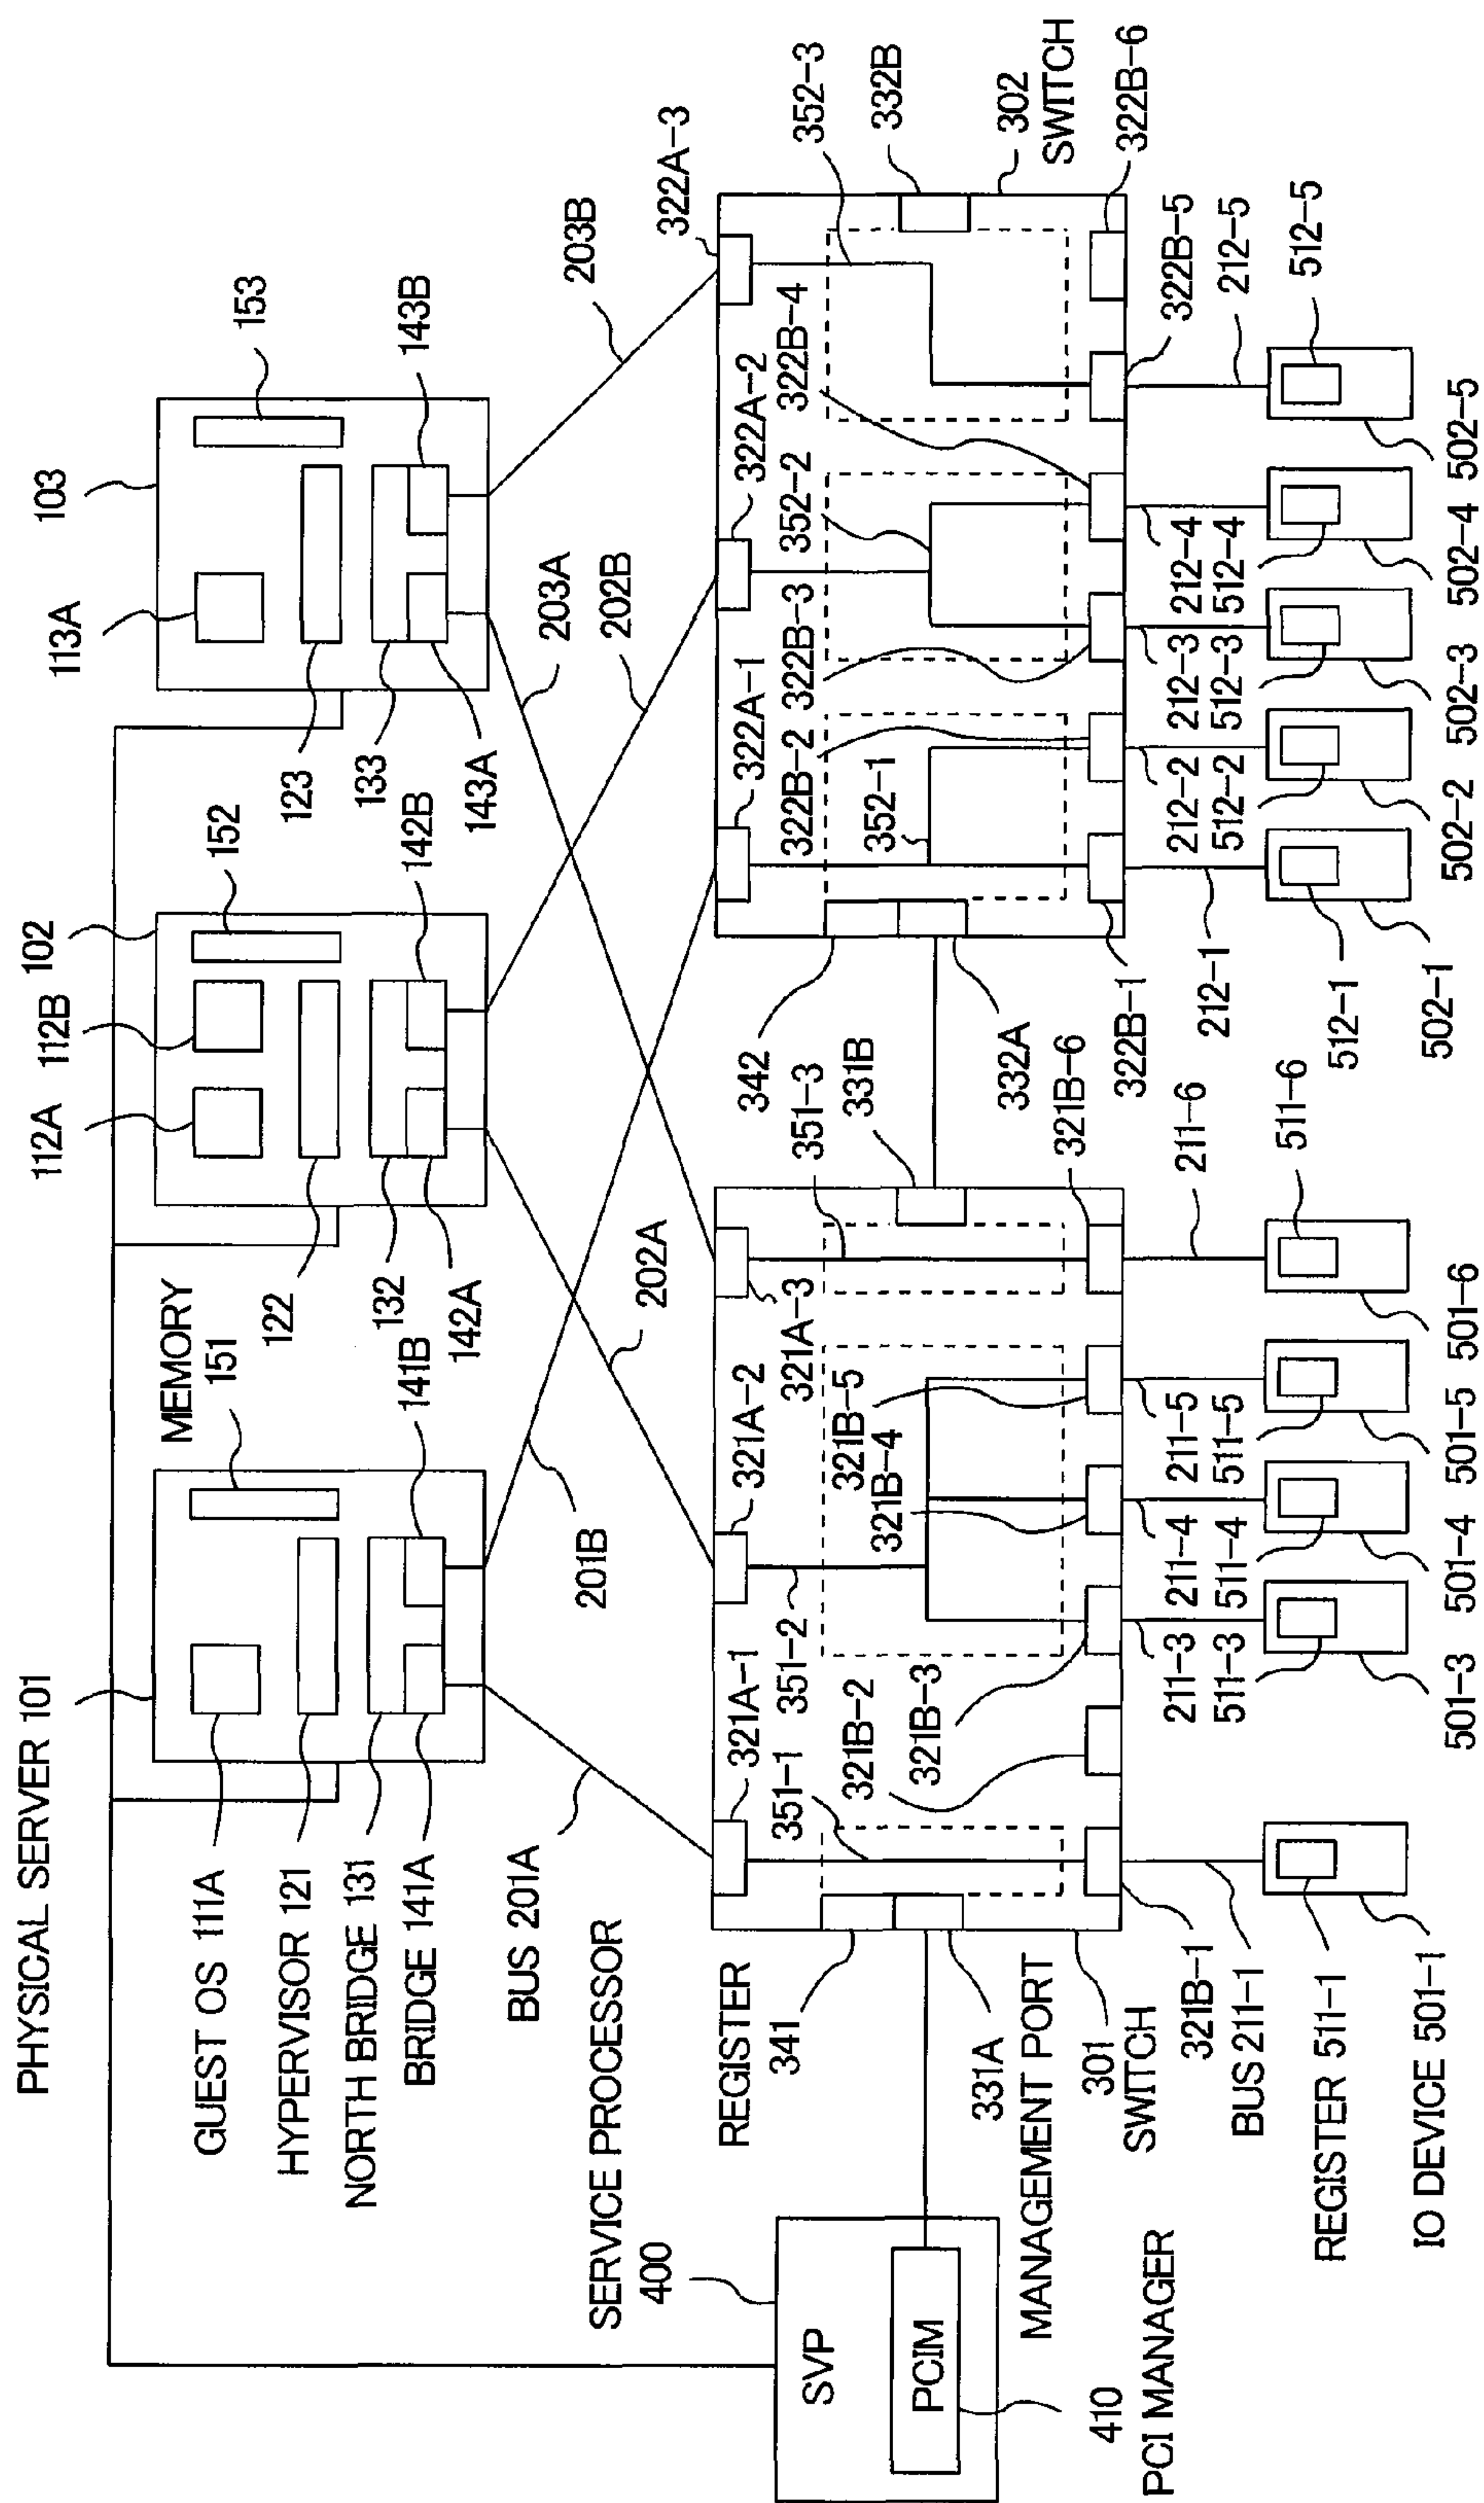 PHYSICAL SERVER 101
GUEST OS 111A
HYPERVISOR 121
NORTH BRIDGE 131
BRIDGE 141A
BUS 201A
MEMORY
151
141B
201B
112A
112B
102
152
122
132
142A
142B
202A
202B
113A
103
153
123
133
143A
143B
203A
203B
SERVICE PROCESSOR
400
SVP
PCIM
410
PCI MANAGER
REGISTER
341
331A
MANAGEMENT PORT
301
SWITCH
321A-1
321A-2
321A-3
351-1
351-2
351-3
321B-1
321B-2
321B-3
321B-4
321B-5
321B-6
331B
342
332A
322A-1
322A-2
322A-3
352-1
352-2
352-3
322B-1
322B-2
322B-3
322B-4
322B-5
322B-6
332B
302
SWITCH
BUS 211-1
211-3
211-4
211-5
211-6
212-1
212-2
212-3
212-4
212-5
REGISTER 511-1
511-3
511-4
511-5
511-6
512-1
512-2
512-3
512-4
512-5
IO DEVICE 501-1
501-3
501-4
501-5
501-6
502-1
502-2
502-3
502-4
502-5